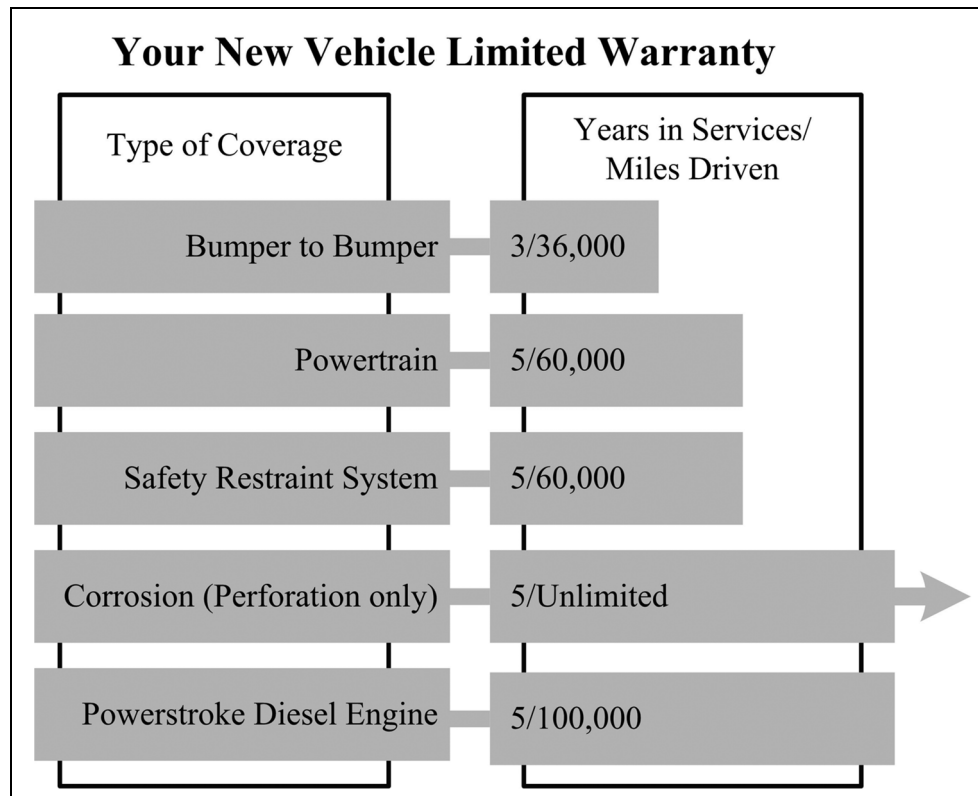 Your New Vehicle Limited Warranty
Type of Coverage
Years in Services/
Miles Driven
Bumper to Bumper
3/36,000
Powertrain
5/60,000
Safety Restraint System
5/60,000
Corrosion (Perforation only)
5/Unlimited
Powerstroke Diesel Engine
5/100,000